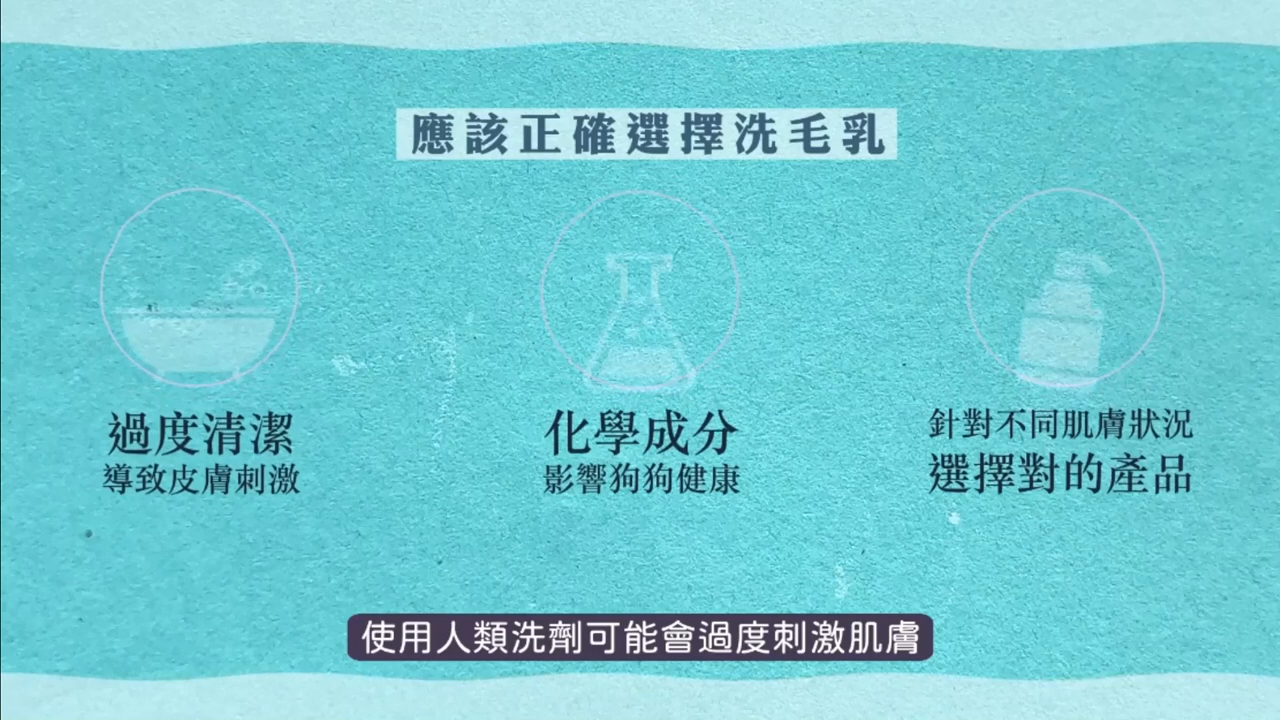 應該正確選擇洗毛乳
過度清潔
導致皮膚刺激
化學成分
影響狗狗健康
針對不同肌膚狀況
選擇對的產品
使用人類洗劑可能會過度刺激肌膚